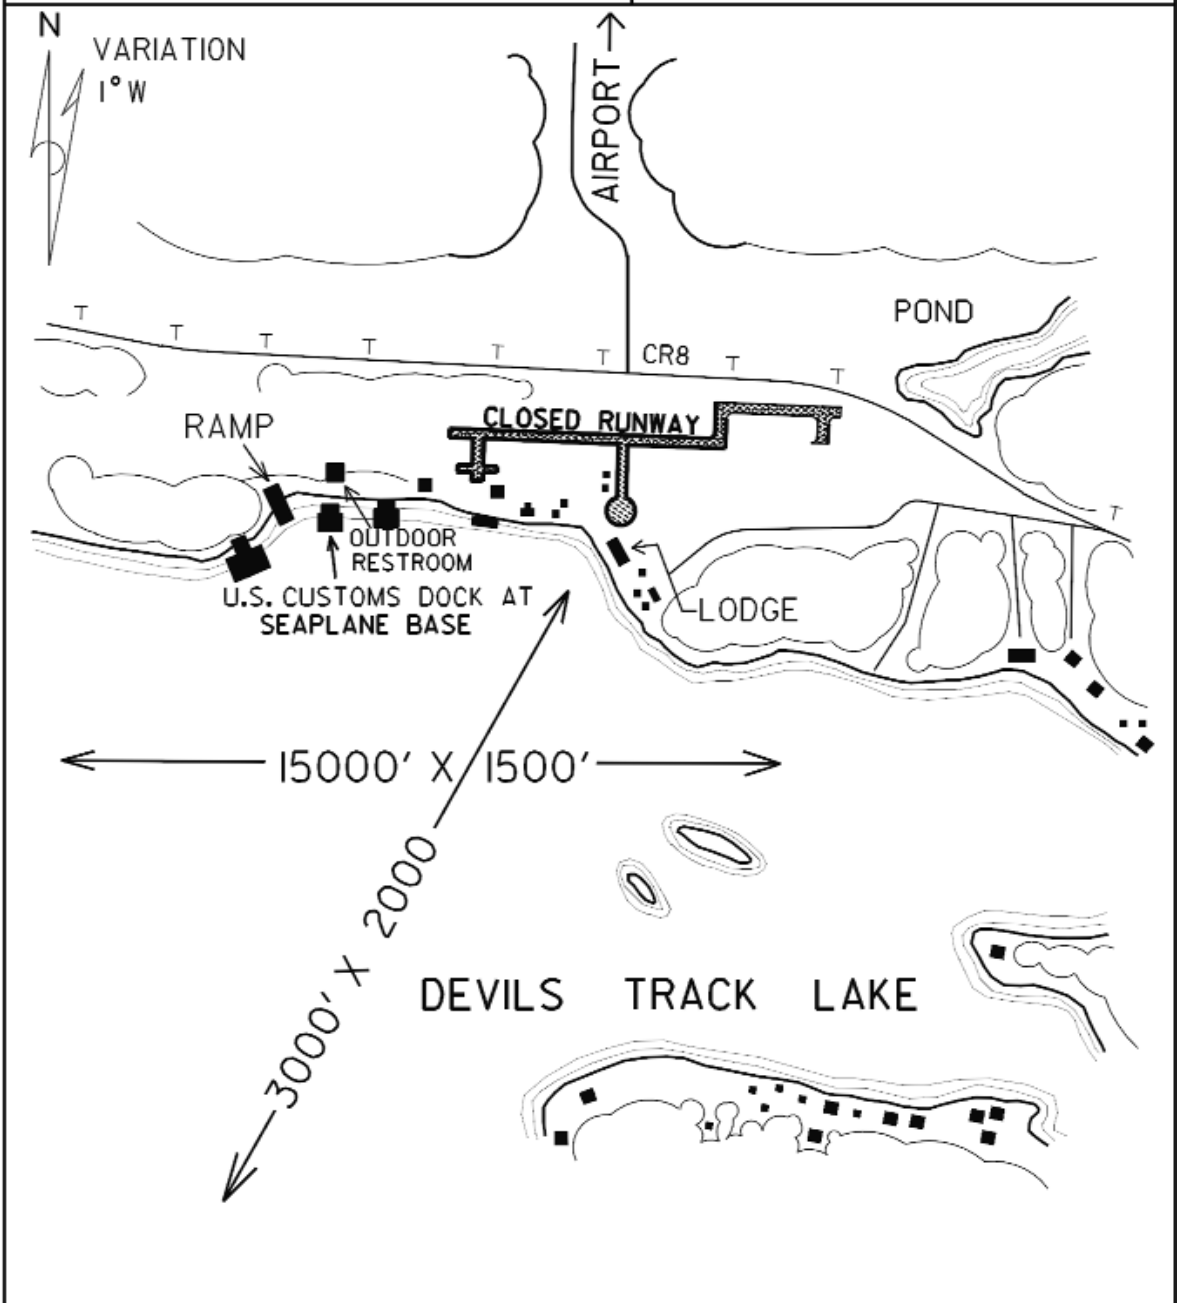 N
VARIATION
1° W
AIRPORT
POND
T
T
T
T
T
T
CR8
T
T
RAMP
CLOSED RUNWAY
T
OUTDOOR
RESTROOM
U.S. CUSTOMS DOCK AT
SEAPLANE BASE
LODGE
15000' X 1500'
3000' X 2000
DEVILS TRACK LAKE